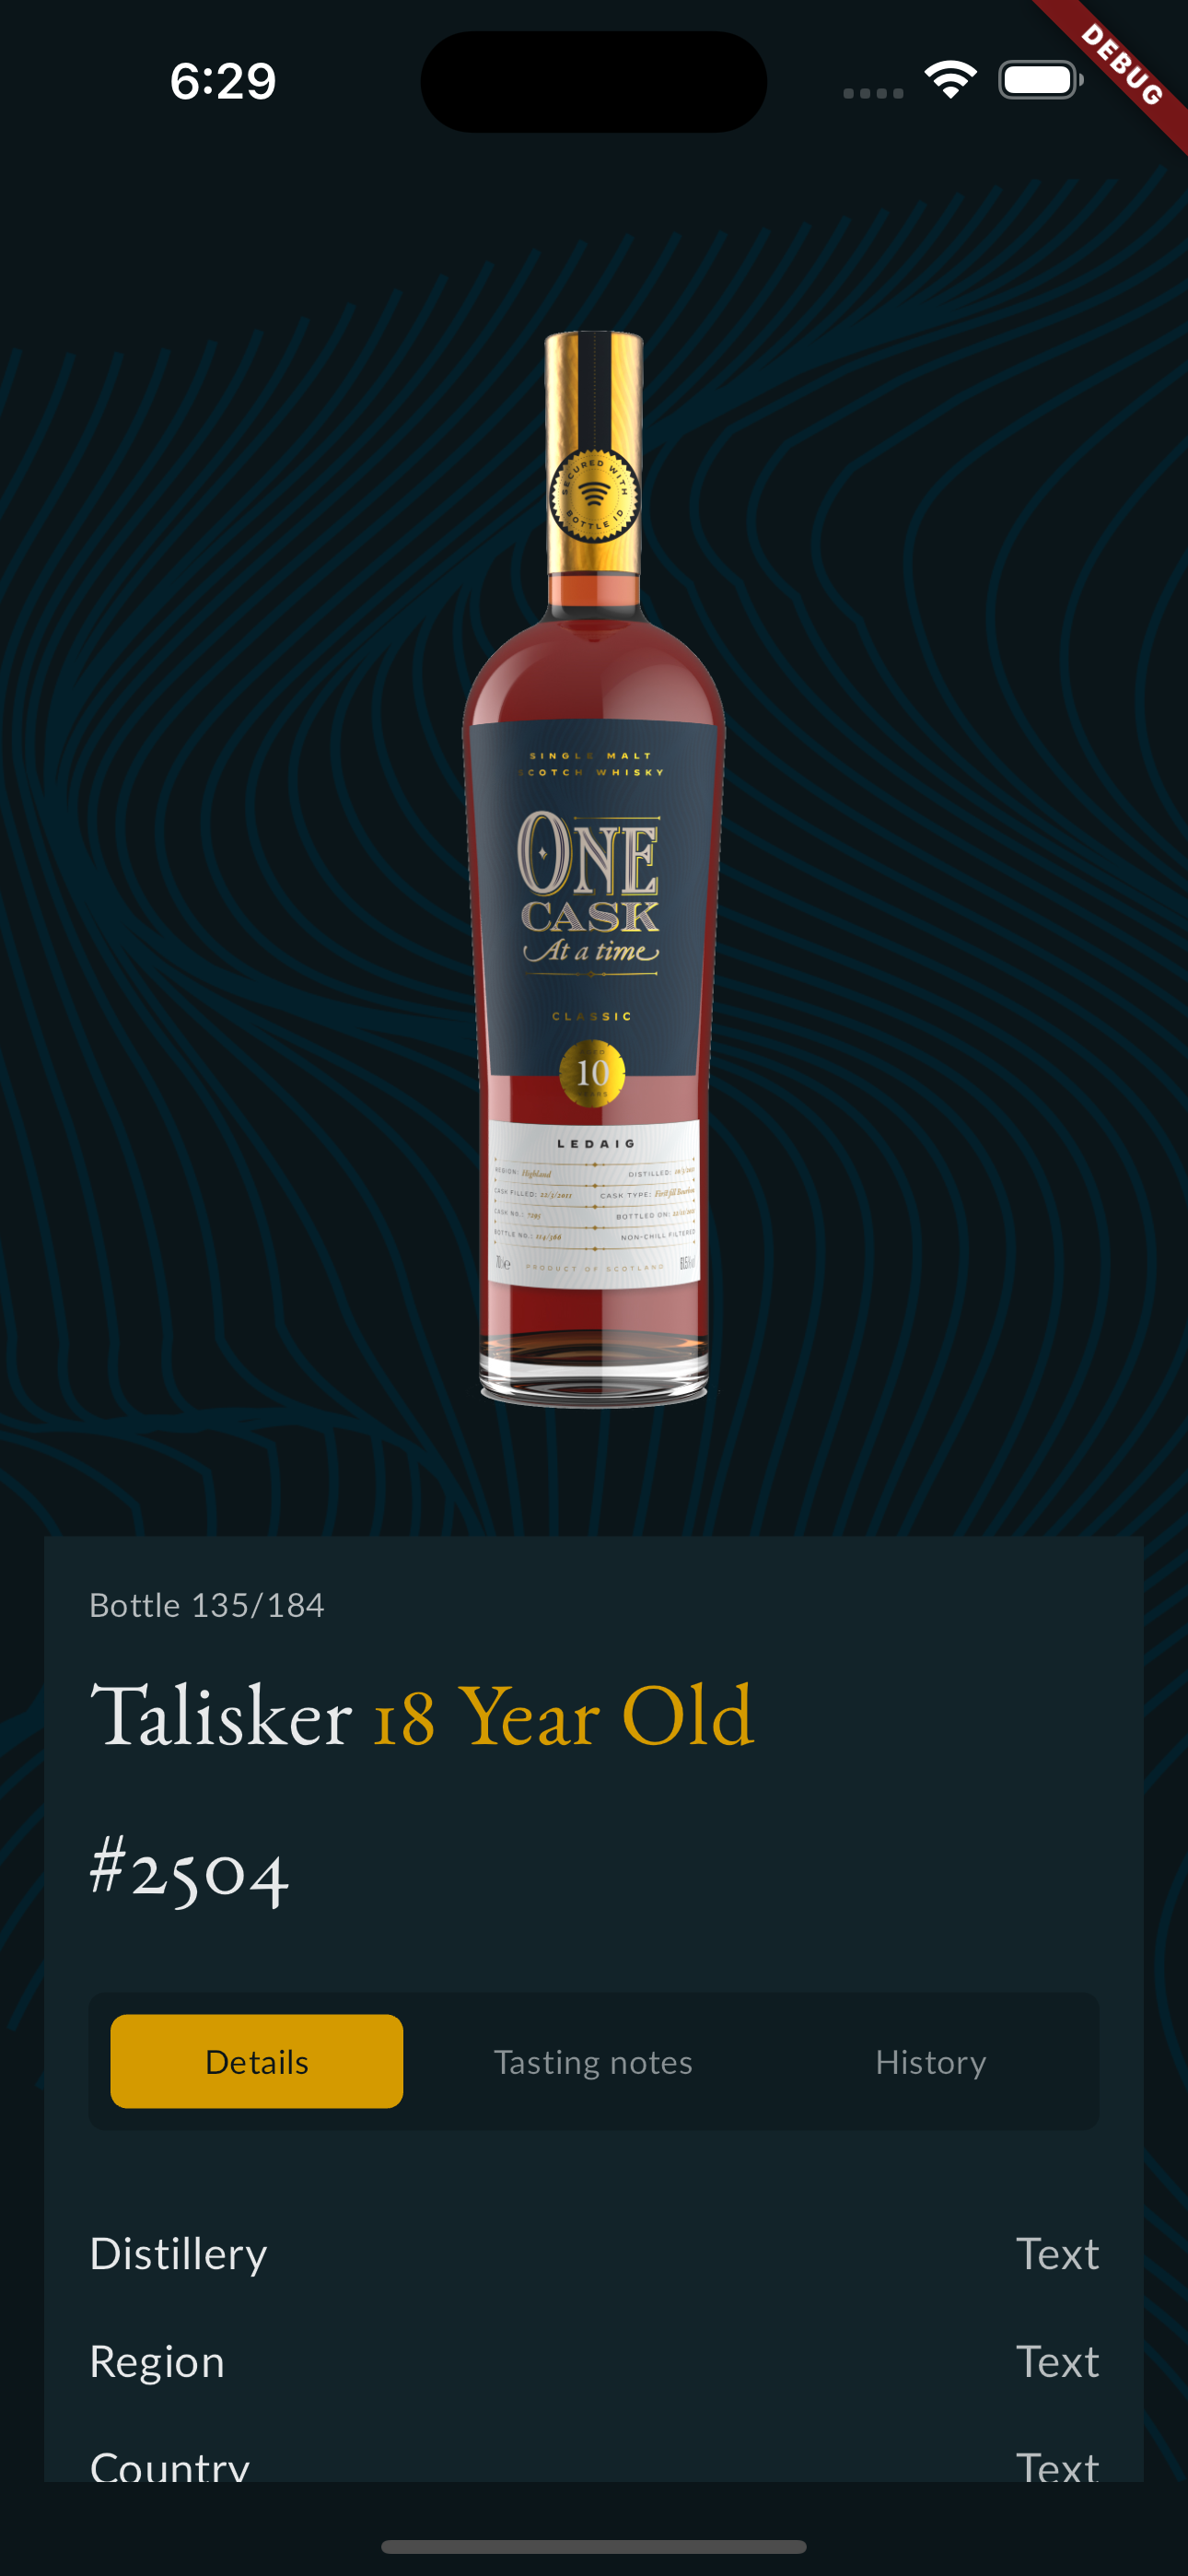 6:29
DEBUG
SECURED WITH
BOTTLE ID
SINGLE MALT
SCOTCH WHISKY
ONE
CASK
At a time
CLASSIC
10
LEDAIG
REGION: Highland
DISTILLED:
CASK FILLED:
CASK TYPE: First fill Bourbon
CASK NO.:
BOTTLED ON:
BOTTLE NO.: 114/366
NON-CHILL FILTERED
PRODUCT OF SCOTLAND
Bottle 135/184
Talisker 18 Year Old
#2504
Details Tasting notes History
Distillery Text
Region Text
Country Text